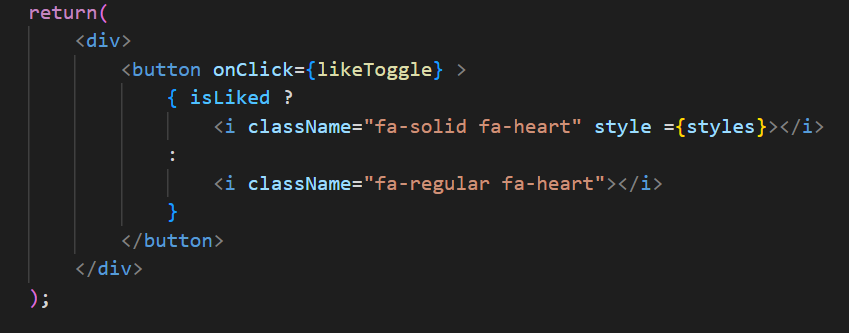 return(
<div>
<button onClick={likeToggle} >
{ isLiked ?
<i className="fa-solid fa-heart" style ={styles}></i>
:
<i className="fa-regular fa-heart"></i>
}
</button>
</div>
);